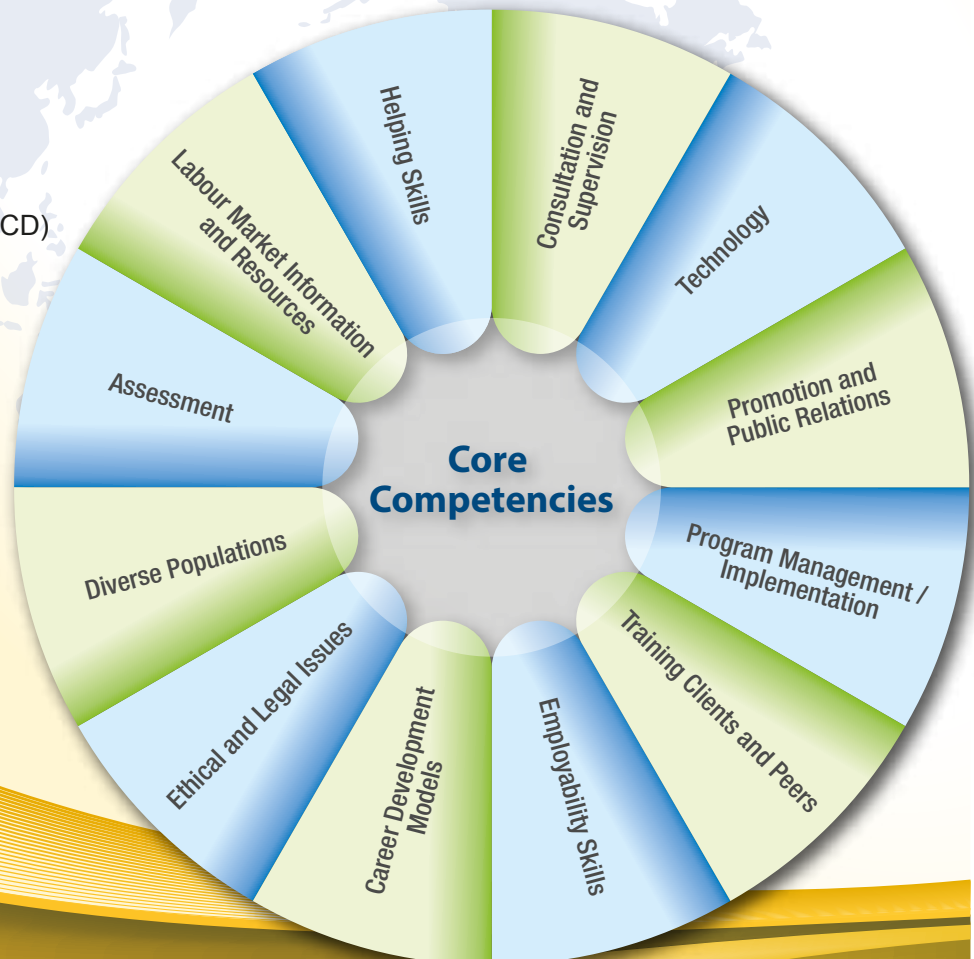 CD)
Helping Skills
Consultation and
Supervision
Technology
Promotion and
Public Relations
Program Management /
Implementation
Training Clients and Peers
Employability Skills
Career Development
Models
Ethical and Legal Issues
Diverse Populations
Assessment
Labour Market Information
and Resources
Core
Competencies